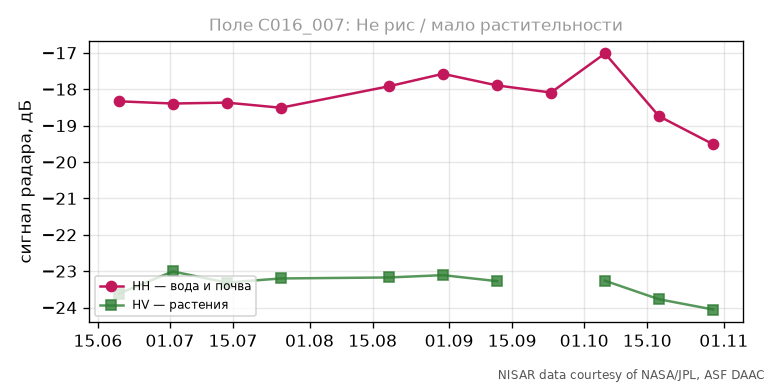 Поле C016_007: Не рис / мало растительности
сигнал радара, дБ
−17
−18
−19
−20
−21
−22
−23
−24
HH — вода и почва
HV — растения
15.06 01.07 15.07 01.08 15.08 01.09 15.09 01.10 15.10 01.11
NISAR data courtesy of NASA/JPL, ASF DAAC